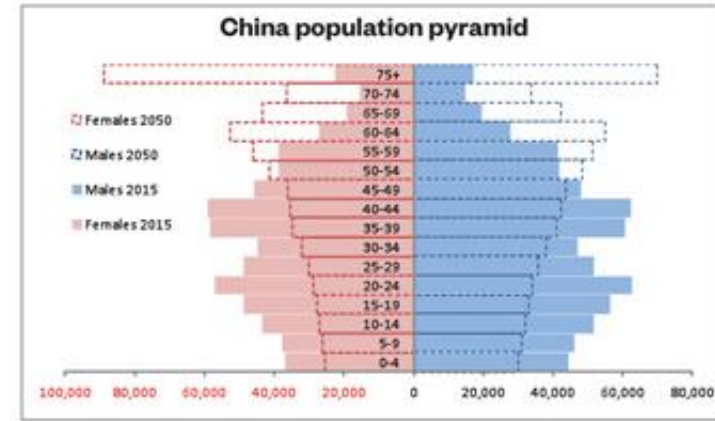 China population pyramid
75+
70-74
65-69
60-64
55-59
50-54
45-49
40-44
35-39
30-34
25-29
20-24
15-19
10-14
5-9
0-4
Females 2050
Males 2050
Males 2015
Females 2015
100,000 80,000 60,000 40,000 20,000 0 20,000 40,000 60,000 80,000